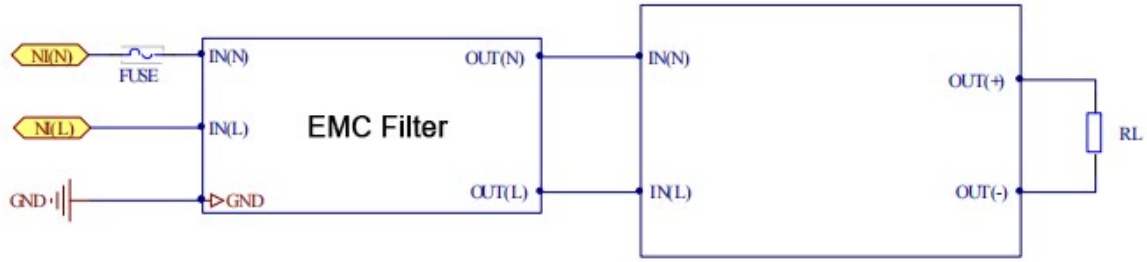 NI(N)
FUSE
IN(N)
OUT(N)
IN(N)
OUT(+)
NI(L)
IN(L)
EMC Filter
RL
GND
GND
OUT(L)
IN(L)
OUT(-)